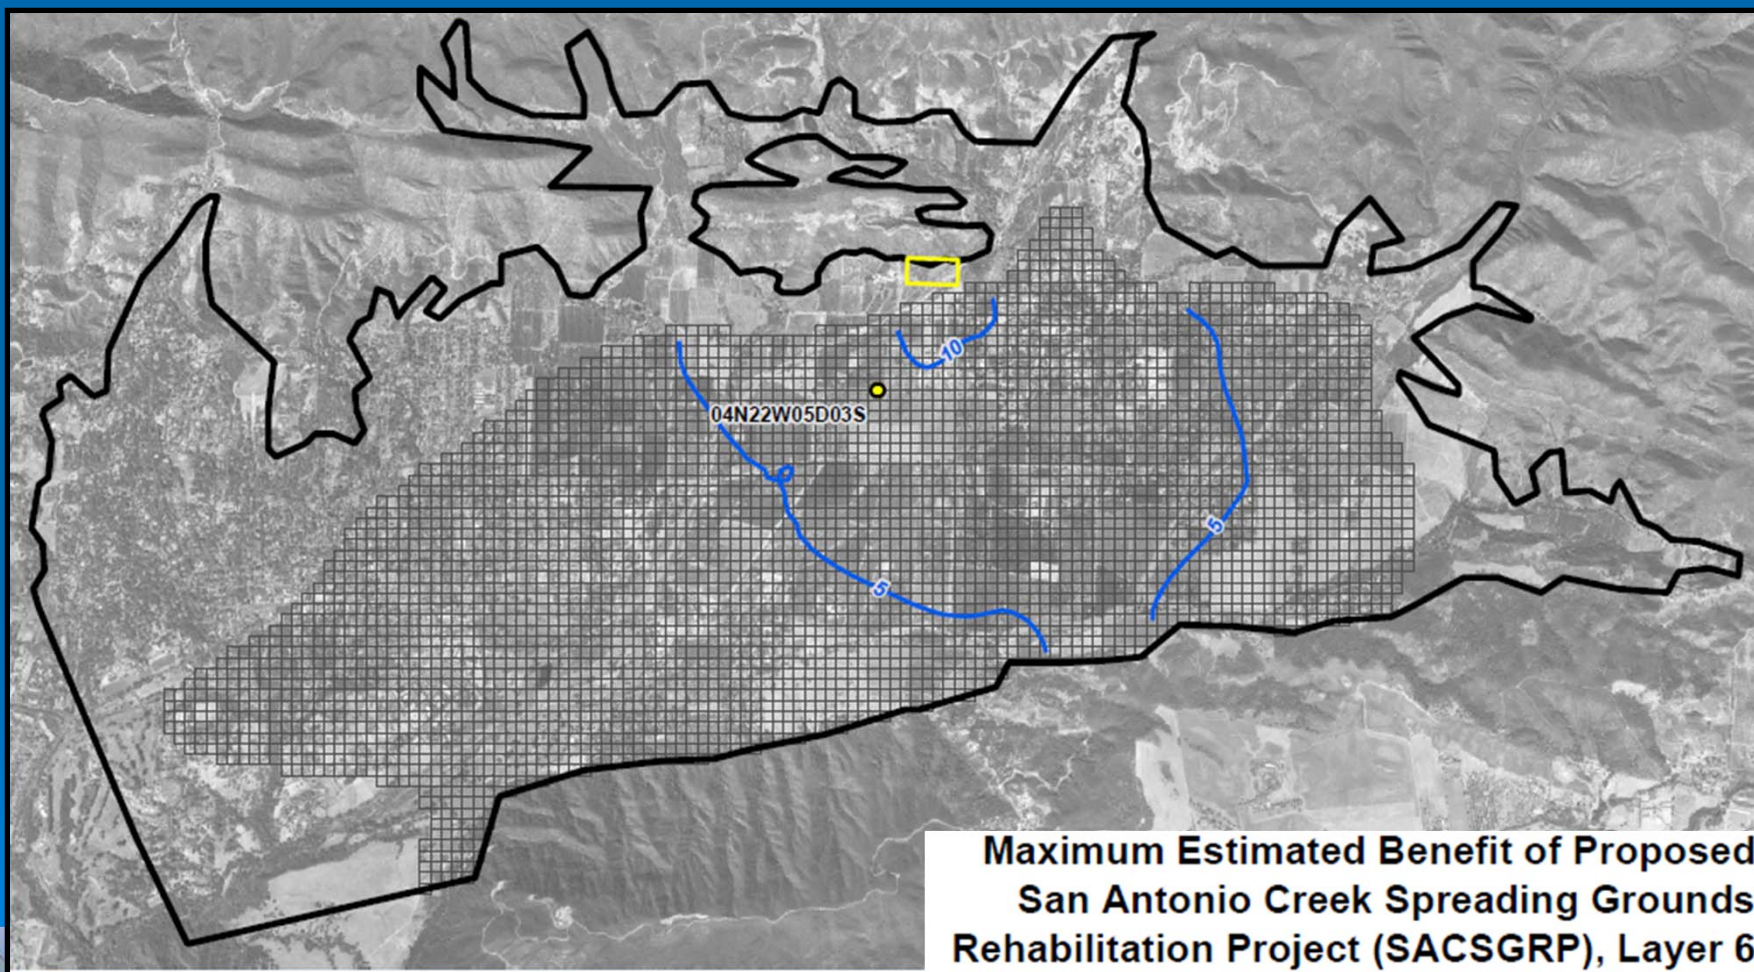 10
04N22W05D03S
5
5
Maximum Estimated Benefit of Proposed
San Antonio Creek Spreading Grounds
Rehabilitation Project (SACSGRP), Layer 6